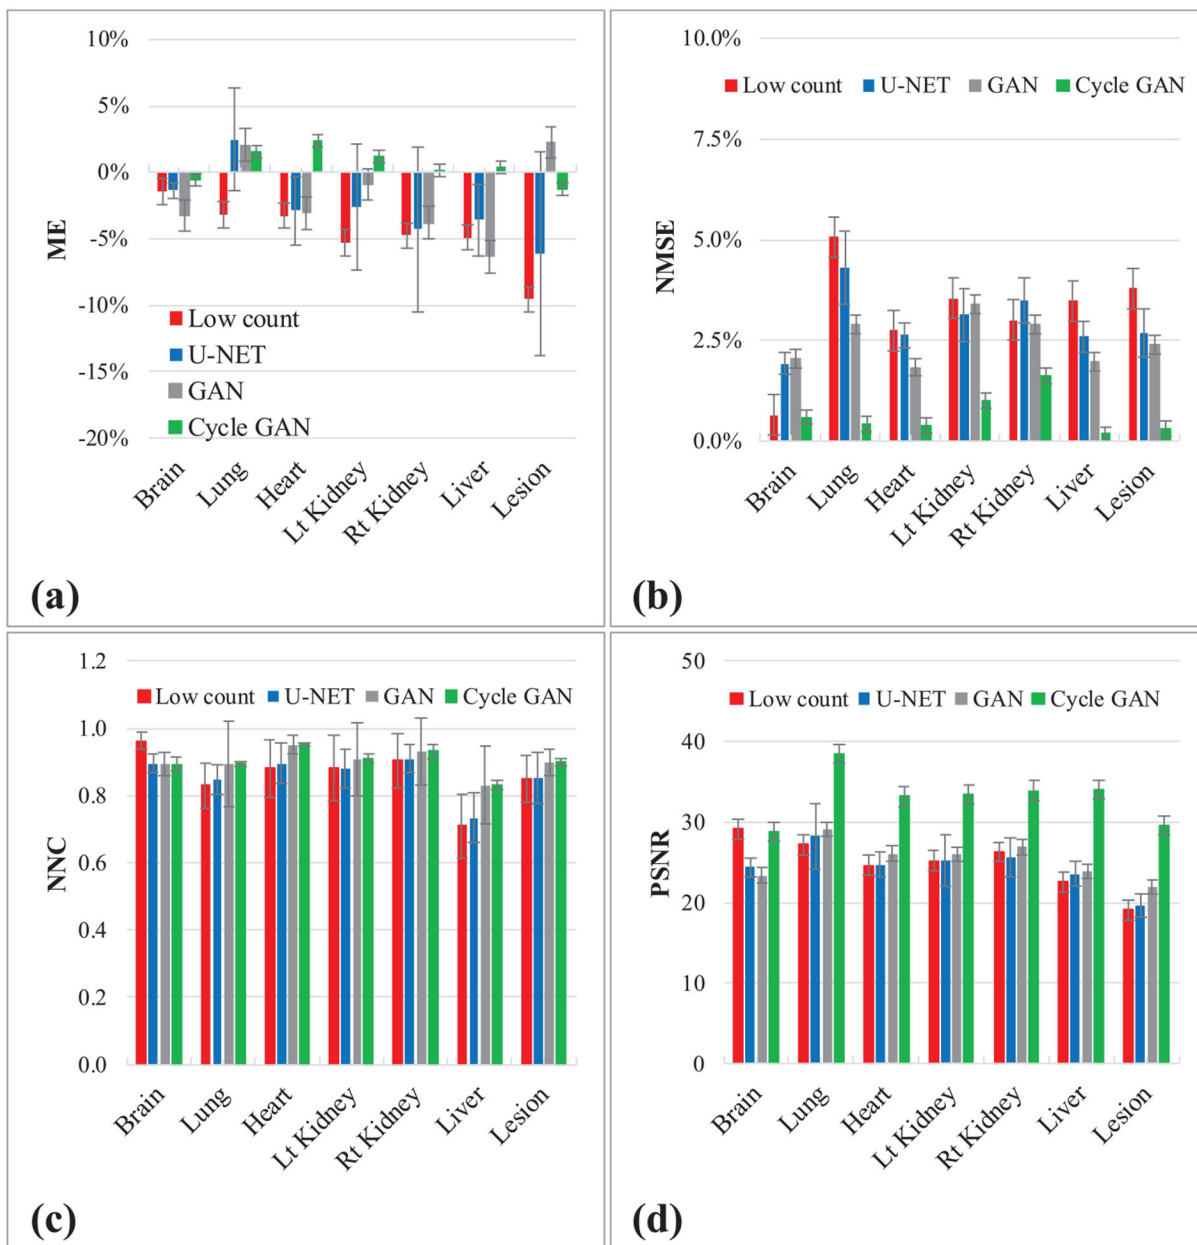 10%
5%
0%
-5%
-10%
-15%
-20%
ME
Low count
U-NET
GAN
Cycle GAN
Brain
Lung
Heart
Lt Kidney
Rt Kidney
Liver
Lesion
(a)
10.0%
7.5%
5.0%
2.5%
0.0%
NMSE
Low count U-NET GAN Cycle GAN
Brain
Lung
Heart
Lt Kidney
Rt Kidney
Liver
Lesion
(b)
1.2
1.0
0.8
0.6
0.4
0.2
0.0
NNC
Low count U-NET GAN Cycle GAN
Brain
Lung
Heart
Lt Kidney
Rt Kidney
Liver
Lesion
(c)
50
40
30
20
10
0
PSNR
Low count U-NET GAN Cycle GAN
Brain
Lung
Heart
Lt Kidney
Rt Kidney
Liver
Lesion
(d)